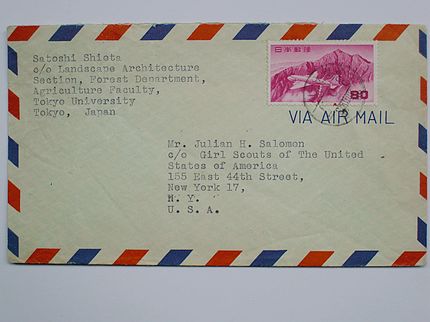 Satoshi Shiota
c/o Landscape Architecture
Section, Forest Department,
Agriculture Faculty,
Tokyo University
Tokyo, Japan
日本郵便
80
VIA AIR MAIL
Mr. Julian H. Salomon
c/o Girl Scouts of The United
States of America
155 East 44th Street,
New York 17,
N. Y.
U. S. A.